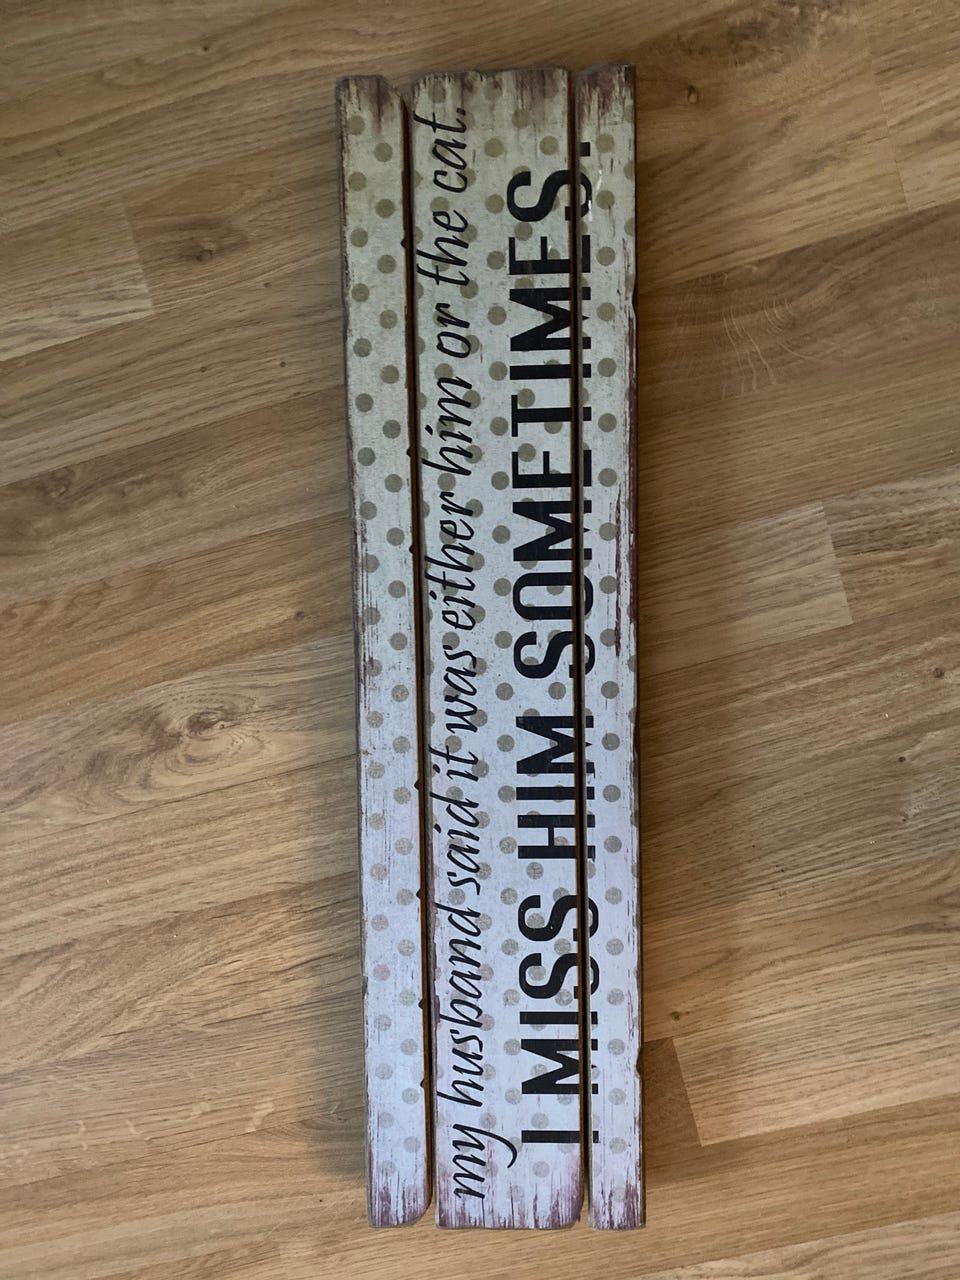 my husband said it was either him or the cat.
I MISS HIM SOMETIMES.